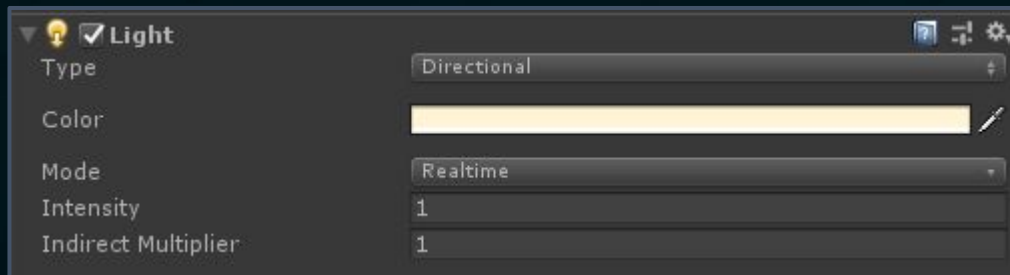 Light
Type Directional
Color
Mode Realtime
Intensity 1
Indirect Multiplier 1